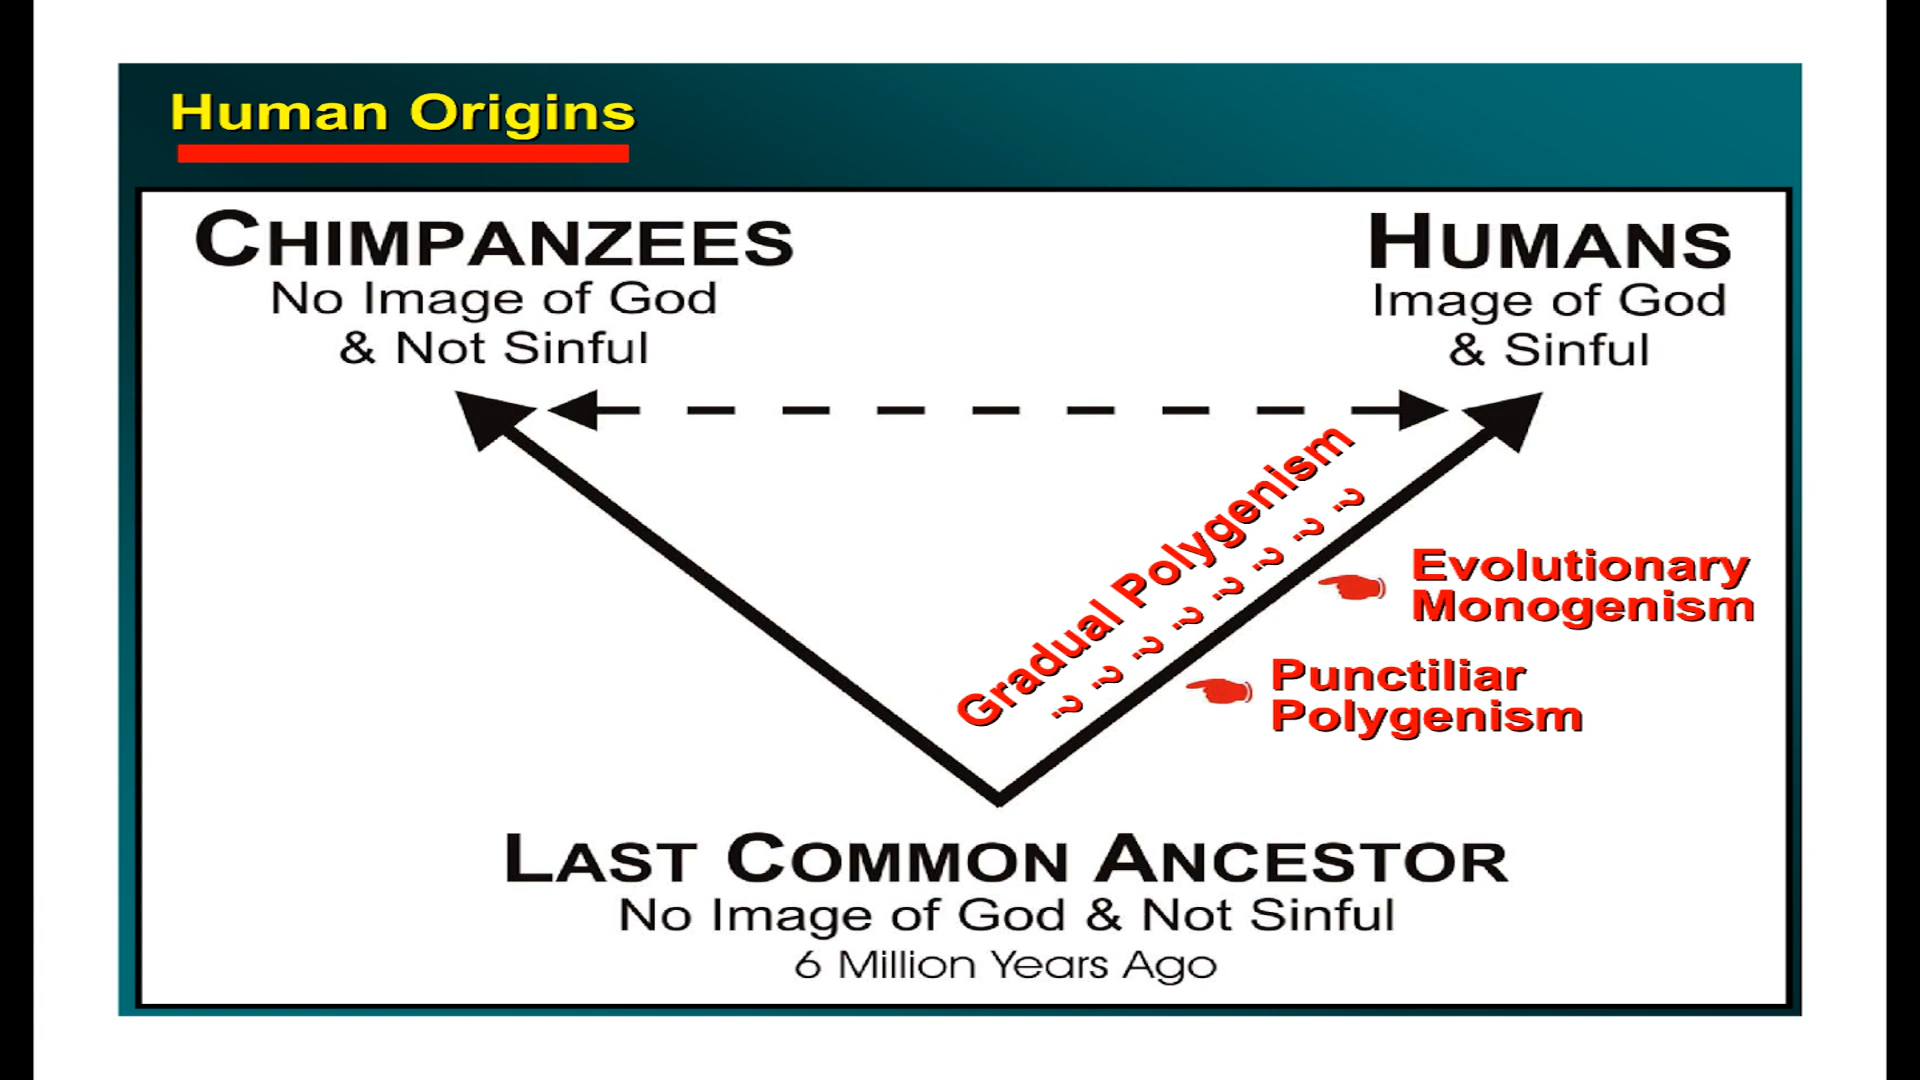 Human Origins
CHIMPANZEES
No Image of God
& Not Sinful
HUMANS
Image of God
& Sinful
Gradual Polygenism
? ? ? ? ? ? ? ?
Evolutionary
Monogenism
Punctiliar
Polygenism
LAST COMMON ANCESTOR
No Image of God & Not Sinful
6 Million Years Ago